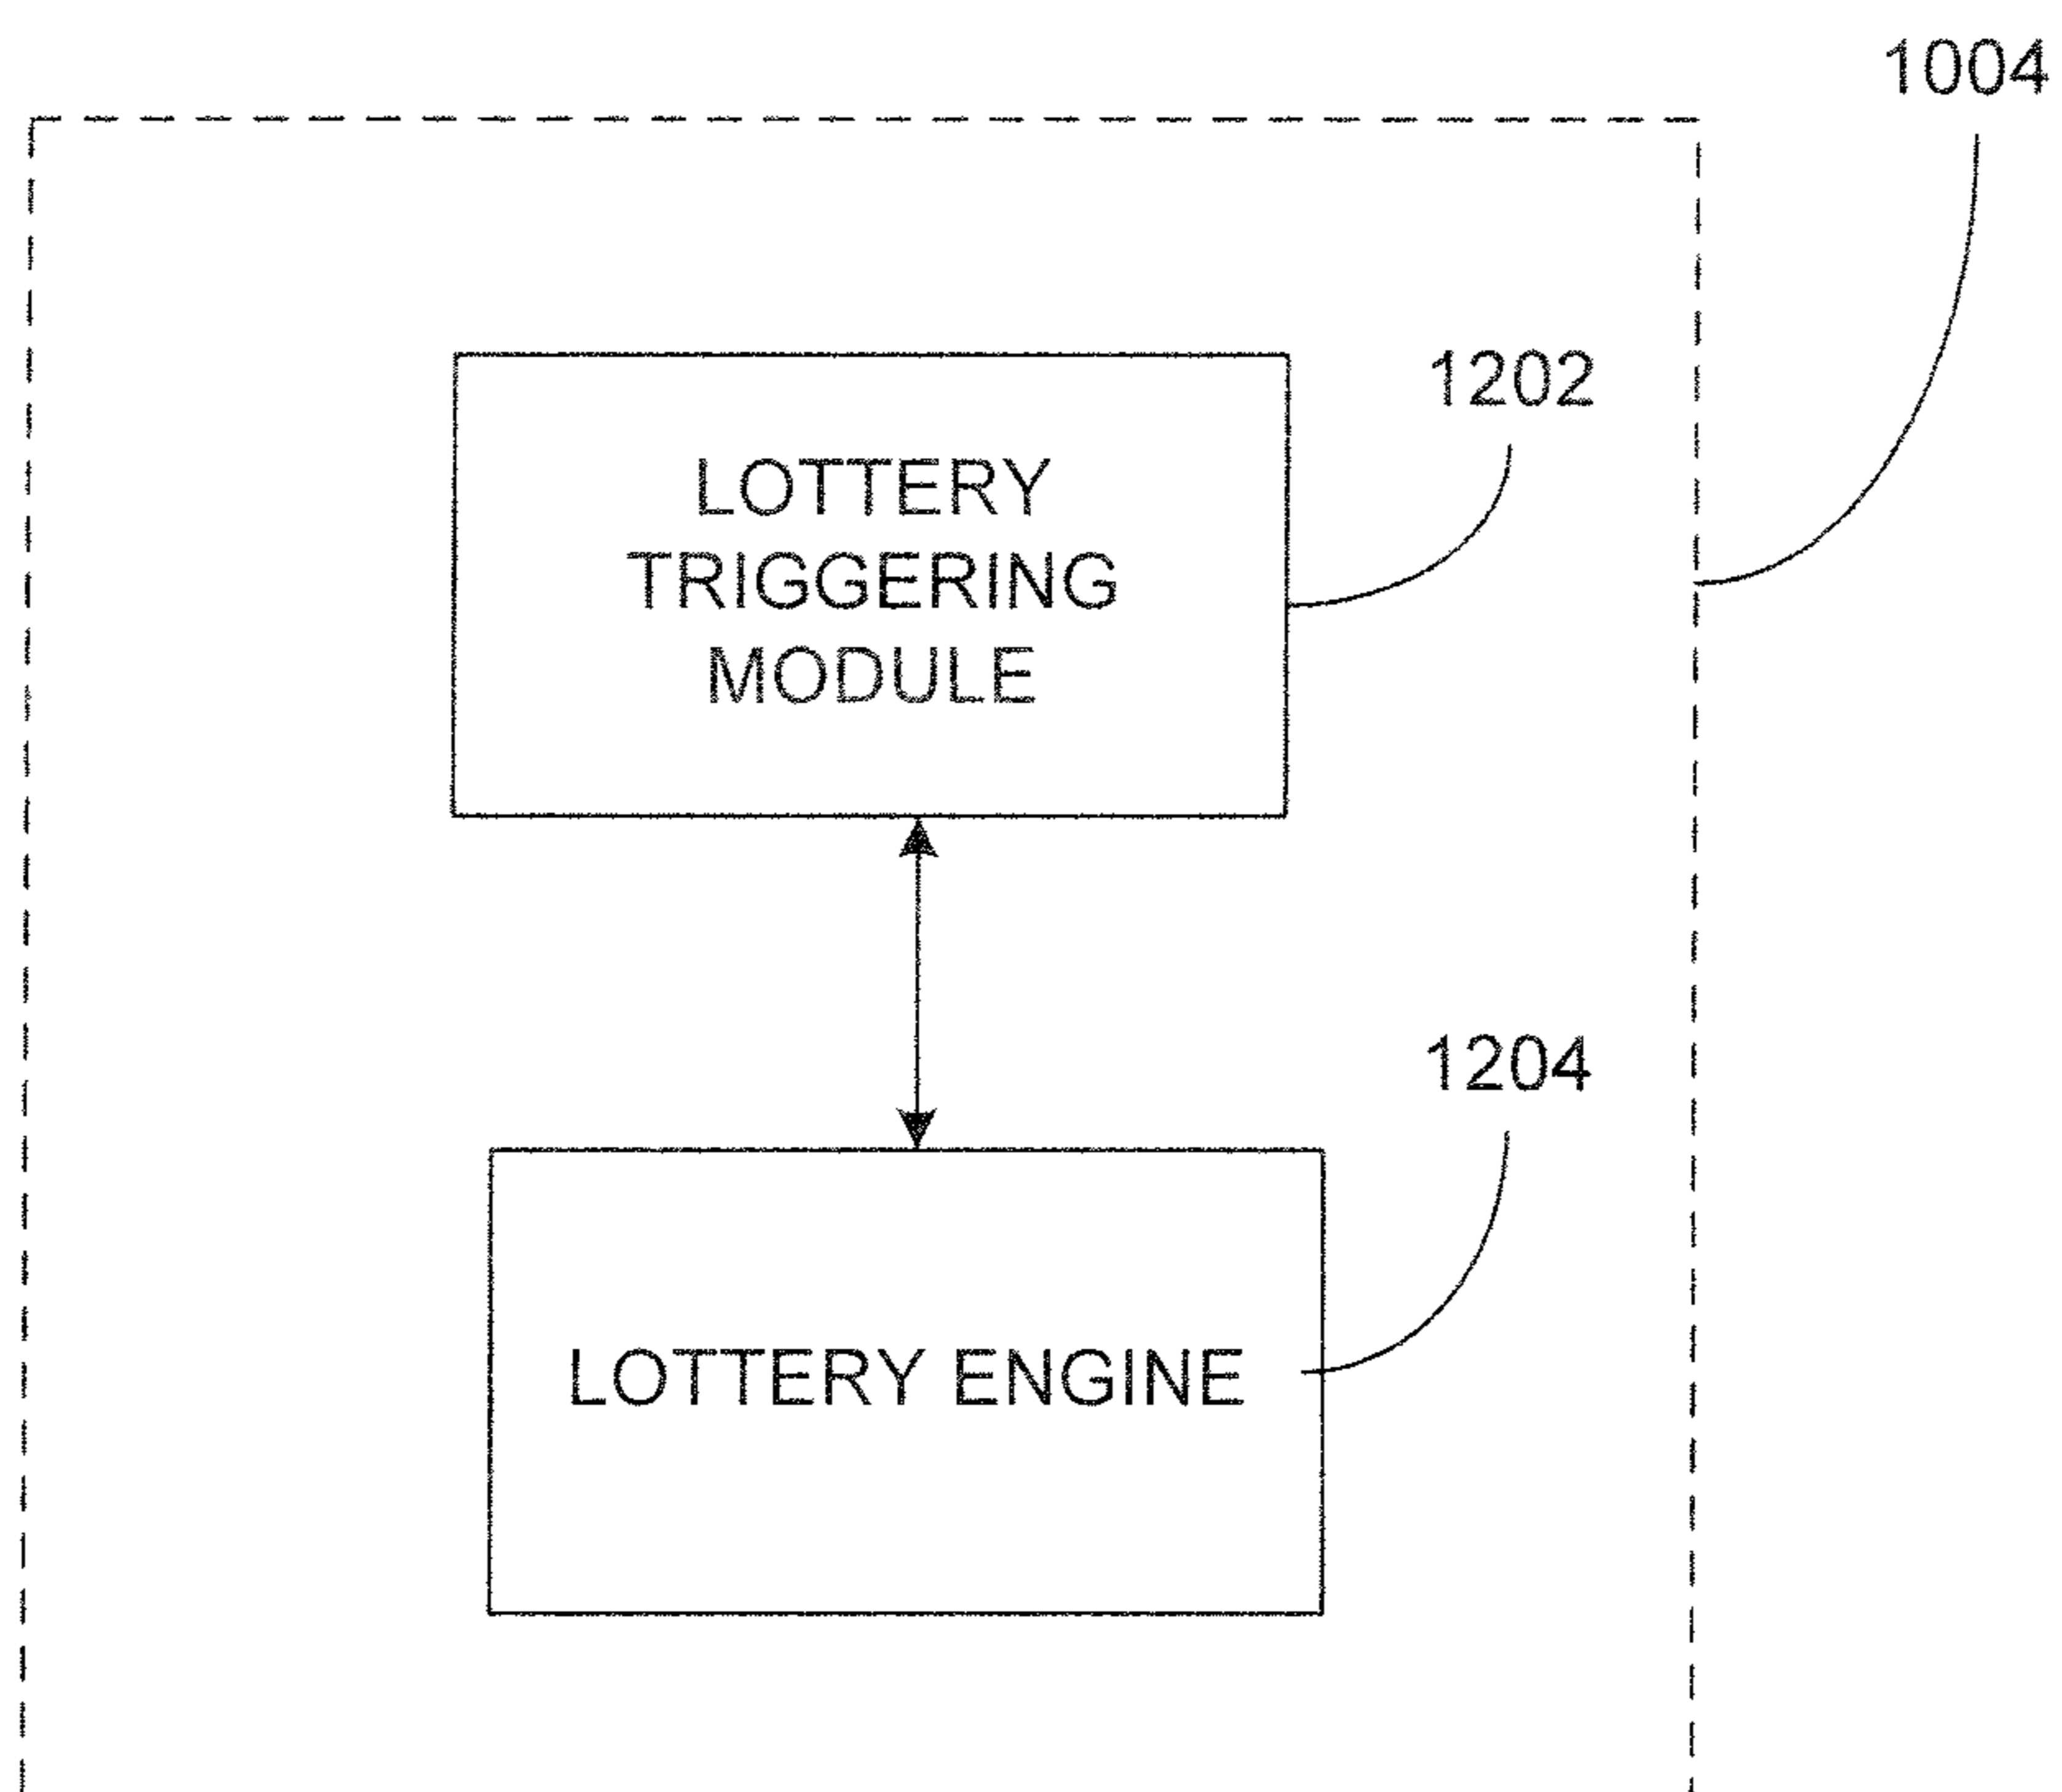 1004
1202
LOTTERY
TRIGGERING
MODULE
1204
LOTTERY ENGINE